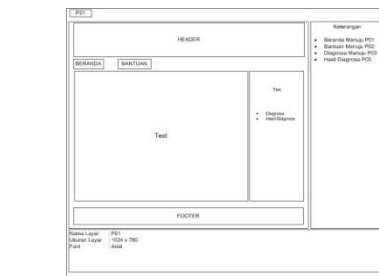 P01
HEADER
BERANDA
BANTUAN
Text
Text
• Diagnosa
• Hasil Diagnosa
FOOTER
Keterangan
• Beranda Menuju P01
• Bantuan Menuju P02
• Diagnosa Menuju P03
• Hasil Diagnosa P05
Nama Layar : P01
Ukuran Layar : 1024 x 780
Font : Arial